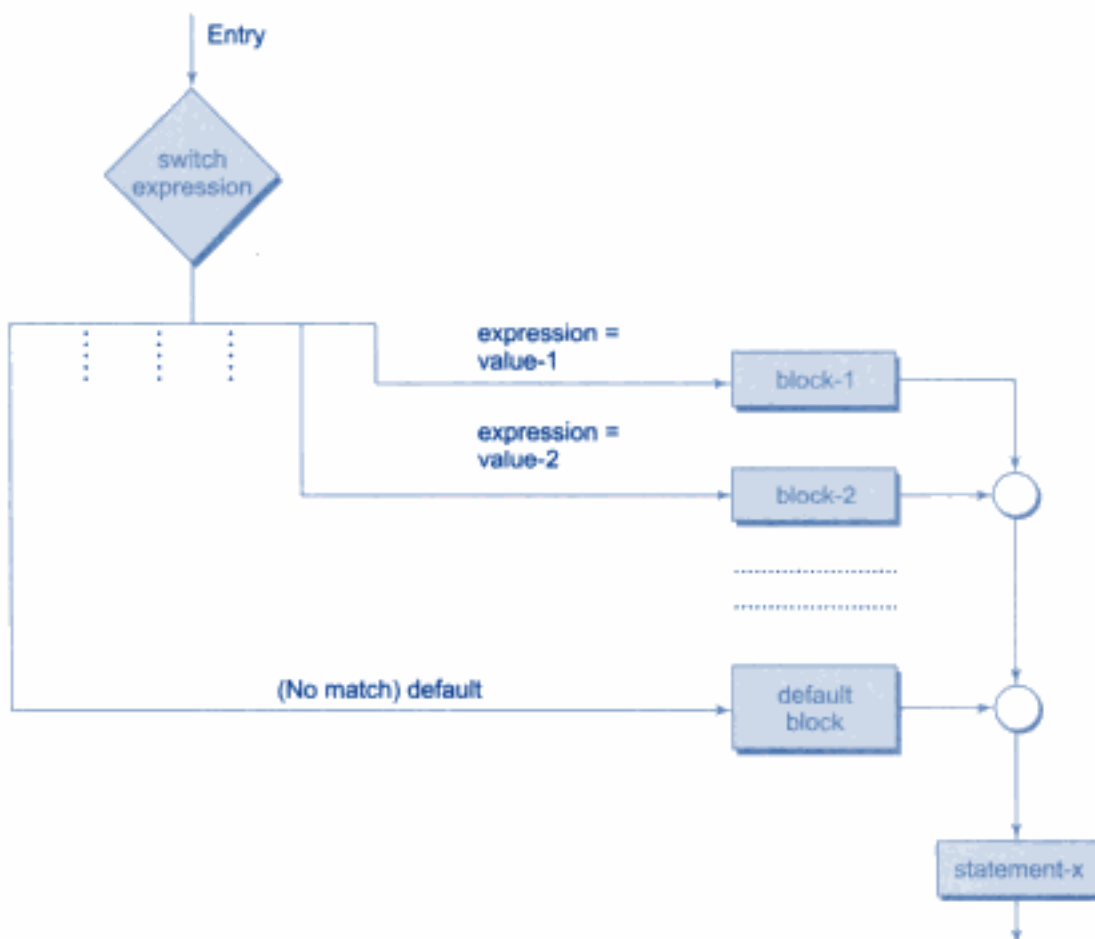 Entry
switch
expression
expression =
value-1
block-1
expression =
value-2
block-2
(No match) default
default
block
statement-x